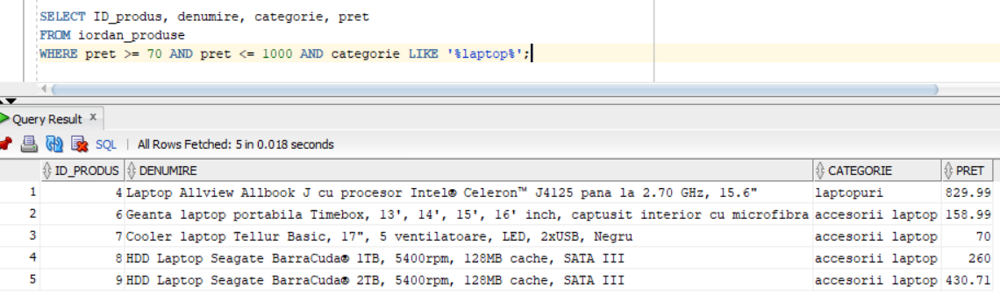 SELECT ID_produs, denumire, categorie, pret
FROM iordan_produse
WHERE pret >= 70 AND pret <= 1000 AND categorie LIKE '%laptop%';
Query Result x
SQL | All Rows Fetched: 5 in 0.018 seconds
ID_PRODUS DENUMIRE CATEGORIE PRET
1 4 Laptop Allview Allbook J cu procesor Intel® Celeron™ J4125 pana la 2.70 GHz, 15.6" laptopuri 829.99
2 6 Geanta laptop portabila Timebox, 13', 14', 15', 16' inch, captusit interior cu microfibra accesorii laptop 158.99
3 7 Cooler laptop Tellur Basic, 17", 5 ventilatoare, LED, 2xUSB, Negru accesorii laptop 70
4 8 HDD Laptop Seagate BarraCuda® 1TB, 5400rpm, 128MB cache, SATA III accesorii laptop 260
5 9 HDD Laptop Seagate BarraCuda® 2TB, 5400rpm, 128MB cache, SATA III accesorii laptop 430.71